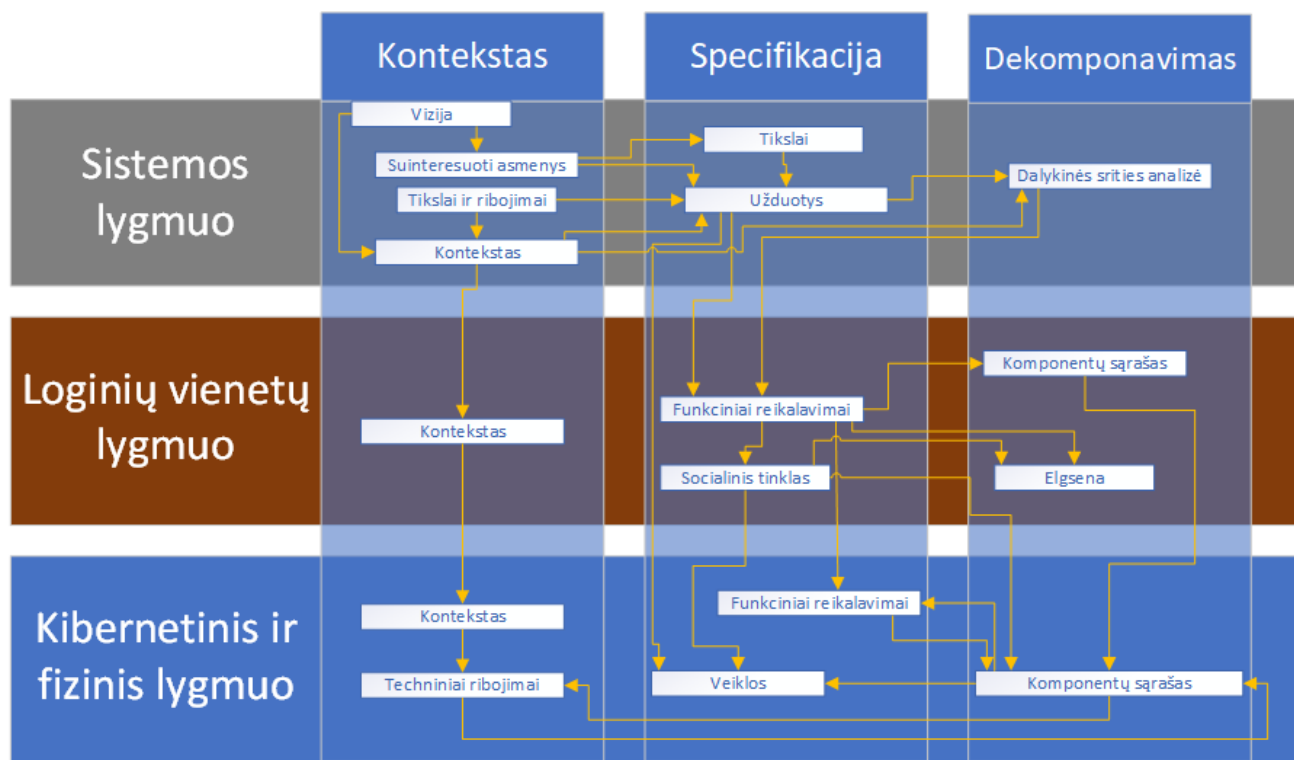 Kontekstas
Specifikacija
Dekomponavimas
Sistemos
lygmuo
Vizija
Suinteresuoti asmenys
Tikslai ir ribojimai
Kontekstas
Tikslai
Užduotys
Dalykinės srities analizė
Loginių vienetų
lygmuo
Kontekstas
Funkciniai reikalavimai
Socialinis tinklas
Komponentų sąrašas
Elgsena
Kibernetinis ir
fizinis lygmuo
Kontekstas
Techniniai ribojimai
Funkciniai reikalavimai
Veiklos
Komponentų sąrašas